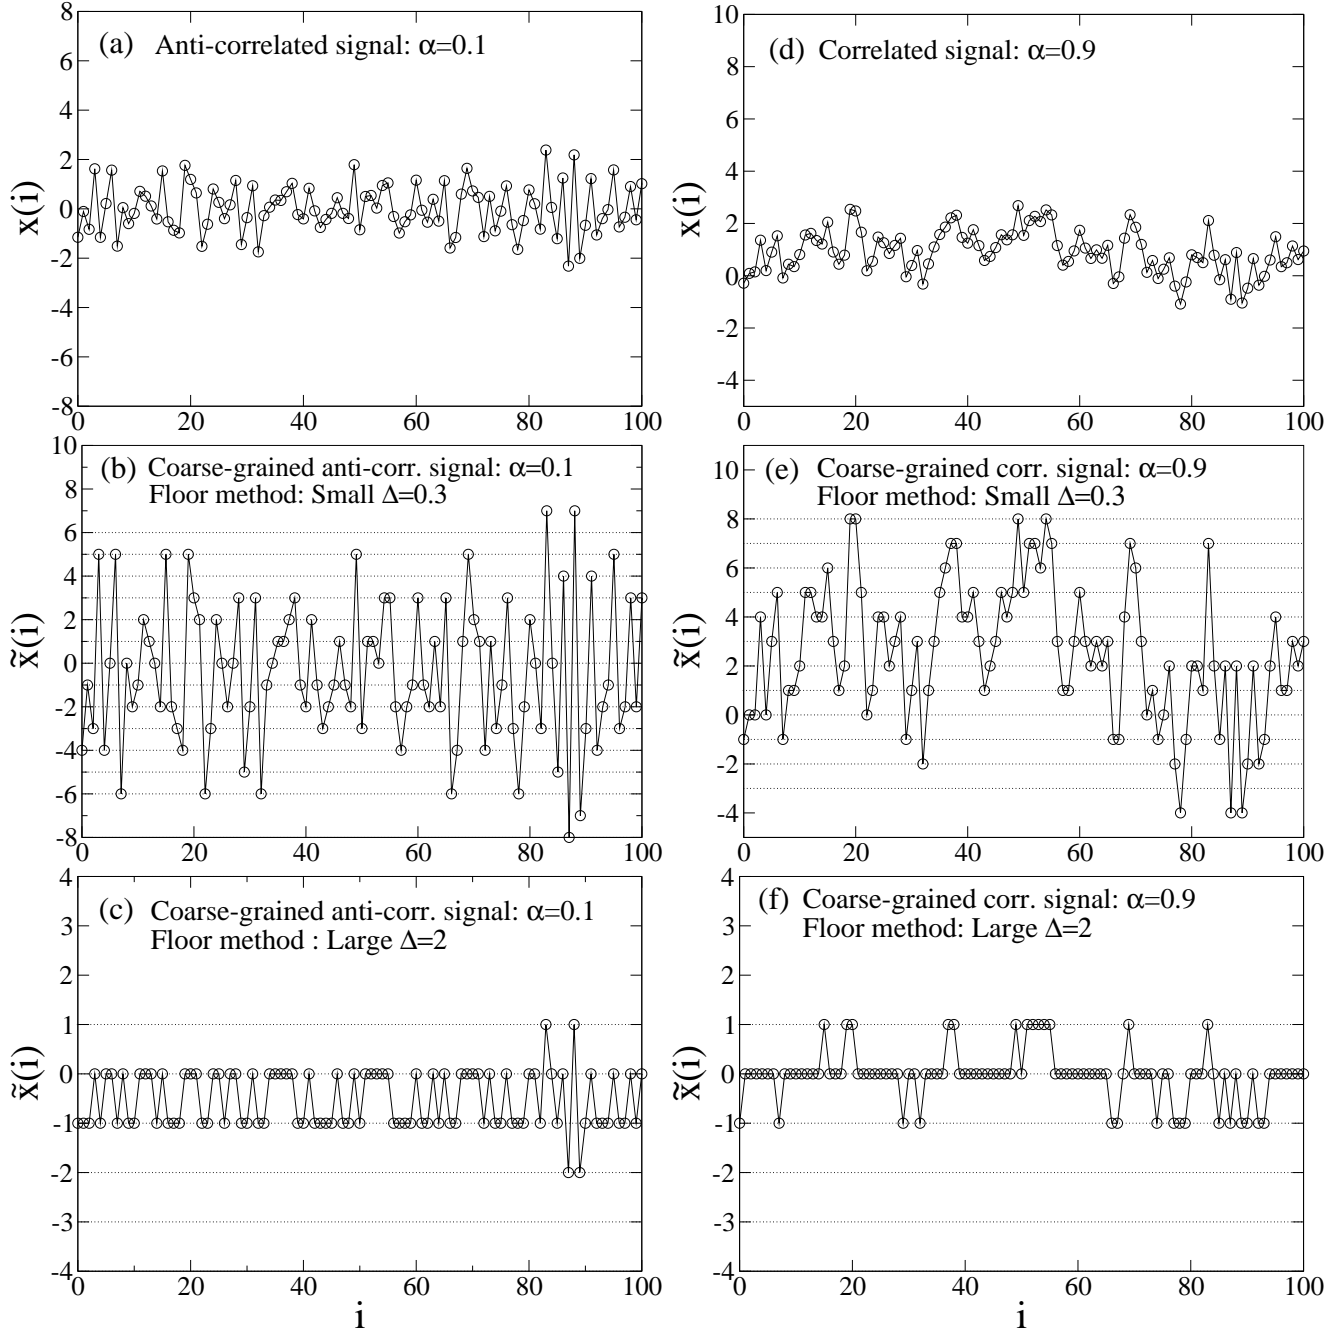 (a) Anti-correlated signal: α=0.1
x(i)
8
6
4
2
0
-2
-4
-6
-8
0 20 40 60 80 100
(d) Correlated signal: α=0.9
x(i)
10
8
6
4
2
0
-2
-4
0 20 40 60 80 100
(b) Coarse-grained anti-corr. signal: α=0.1
Floor method: Small Δ=0.3
x̃(i)
10
8
6
4
2
0
-2
-4
-6
-8
0 20 40 60 80 100
(e) Coarse-grained corr. signal: α=0.9
Floor method: Small Δ=0.3
x̃(i)
10
8
6
4
2
0
-2
-4
0 20 40 60 80 100
(c) Coarse-grained anti-corr. signal: α=0.1
Floor method : Large Δ=2
x̃(i)
4
3
2
1
0
-1
-2
-3
-4
0 20 40 60 80 100
i
(f) Coarse-grained corr. signal: α=0.9
Floor method: Large Δ=2
x̃(i)
4
3
2
1
0
-1
-2
-3
-4
0 20 40 60 80 100
i